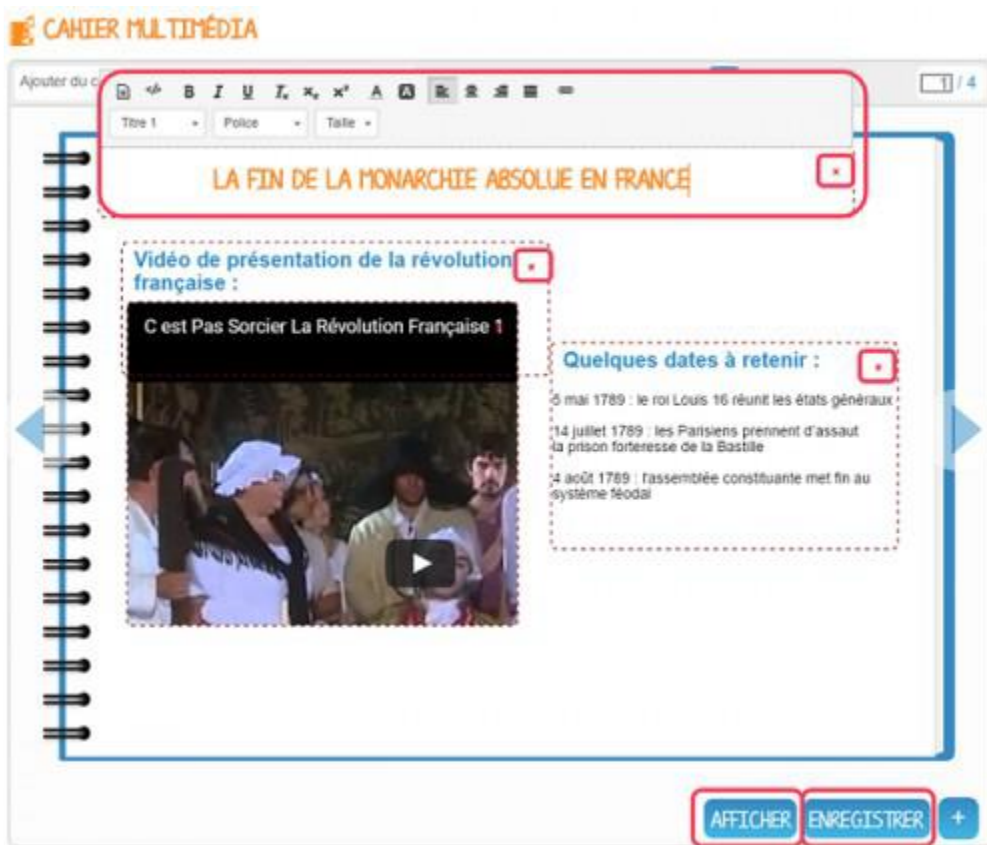 CAHIER MULTIMÉDIA
Ajouter du c
1 / 4
Titre 1 Police Taille
LA FIN DE LA MONARCHIE ABSOLUE EN FRANCE
Vidéo de présentation de la révolution
française :
C est Pas Sorcier La Révolution Française 1
Quelques dates à retenir :
5 mai 1789 : le roi Louis 16 réunit les états généraux
14 juillet 1789 : les Parisiens prennent d'assaut
la prison forteresse de la Bastille
4 août 1789 : l'assemblée constituante met fin au
système féodal
AFFICHER ENREGISTRER +